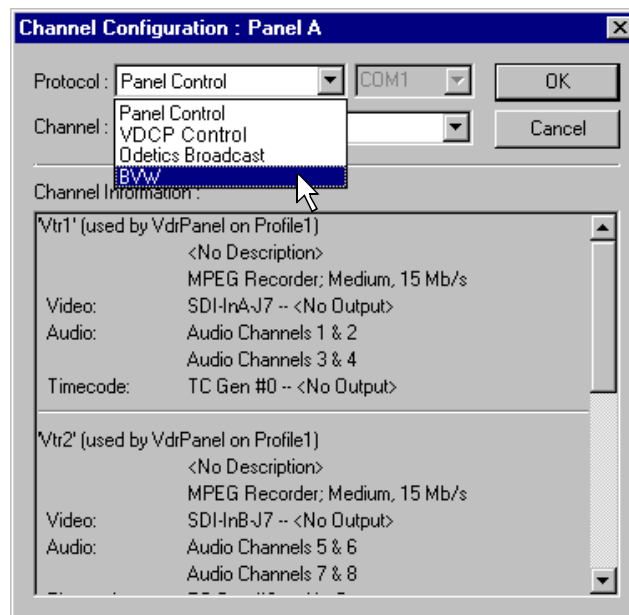 Channel Configuration : Panel A
Protocol : Panel Control COM1 OK
Panel Control
VDCP Control
Odetics Broadcast
BVW
Channel : Cancel
Channel Information :
'Vtr1' (used by VdrPanel on Profile1)
<No Description>
MPEG Recorder; Medium, 15 Mb/s
Video: SDI-InA-J7 -- <No Output>
Audio: Audio Channels 1 & 2
Audio Channels 3 & 4
Timecode: TC Gen #0 -- <No Output>
'Vtr2' (used by VdrPanel on Profile1)
<No Description>
MPEG Recorder; Medium, 15 Mb/s
Video: SDI-InB-J7 -- <No Output>
Audio: Audio Channels 5 & 6
Audio Channels 7 & 8